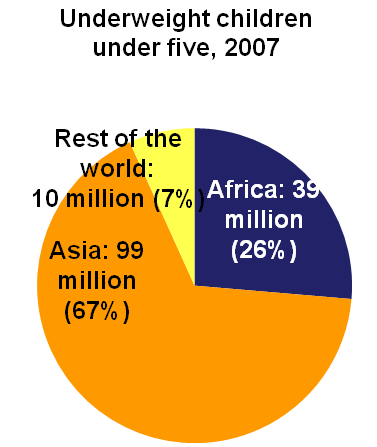 Underweight children
under five, 2007
Rest of the
world:
10 million (7%)
Africa: 39
million
(26%)
Asia: 99
million
(67%)